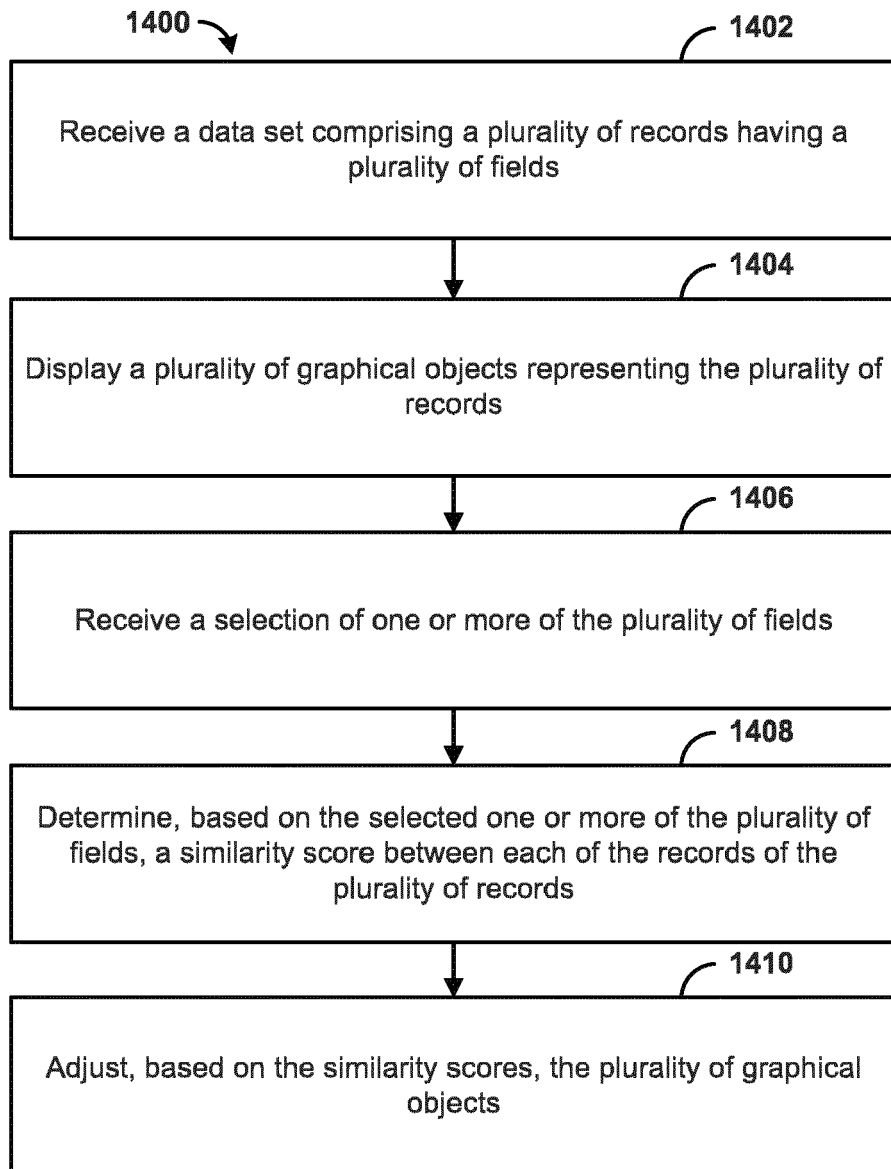 1400
1402
Receive a data set comprising a plurality of records having a
plurality of fields
1404
Display a plurality of graphical objects representing the plurality of
records
1406
Receive a selection of one or more of the plurality of fields
1408
Determine, based on the selected one or more of the plurality of
fields, a similarity score between each of the records of the
plurality of records
1410
Adjust, based on the similarity scores, the plurality of graphical
objects